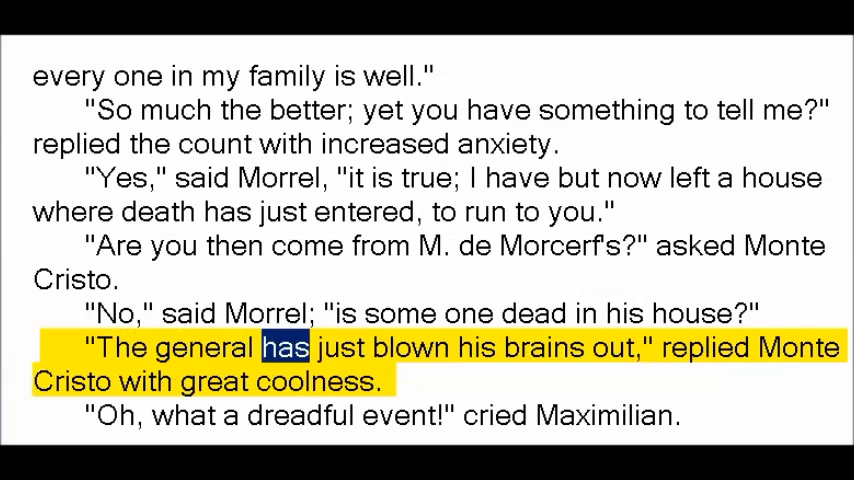 every one in my family is well."
"So much the better; yet you have something to tell me?"
replied the count with increased anxiety.
"Yes," said Morrel, "it is true; I have but now left a house
where death has just entered, to run to you."
"Are you then come from M. de Morcerf's?" asked Monte
Cristo.
"No," said Morrel; "is some one dead in his house?"
"The general has just blown his brains out," replied Monte
Cristo with great coolness.
"Oh, what a dreadful event!" cried Maximilian.